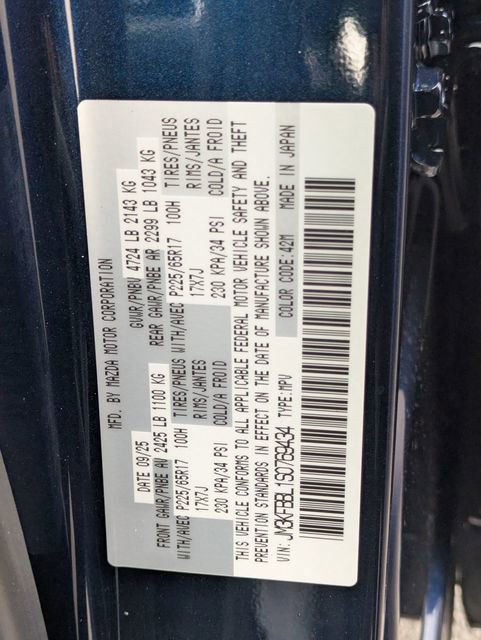 MFD. BY MAZDA MOTOR CORPORATION
DATE 09/25 GVWR/PNBV 4724 LB 2143 KG
FRONT GAWR/PNBE AV 2425 LB 1100 KG REAR GAWR/PNBE AR 2299 LB 1043 KG
WITH/AVEC P225/65R17 100H TIRES/PNEUS WITH/AVEC P225/65R17 100H TIRES/PNEUS
17X7J RIMS/JANTES 17X7J RIMS/JANTES
230 KPA/34 PSI COLD/A FROID 230 KPA/34 PSI COLD/A FROID
THIS VEHICLE CONFORMS TO ALL APPLICABLE FEDERAL MOTOR VEHICLE SAFETY AND THEFT
PREVENTION STANDARDS IN EFFECT ON THE DATE OF MANUFACTURE SHOWN ABOVE.
VIN: JM3KFBBL1S0769434 TYPE:MPV COLOR CODE:42M MADE IN JAPAN